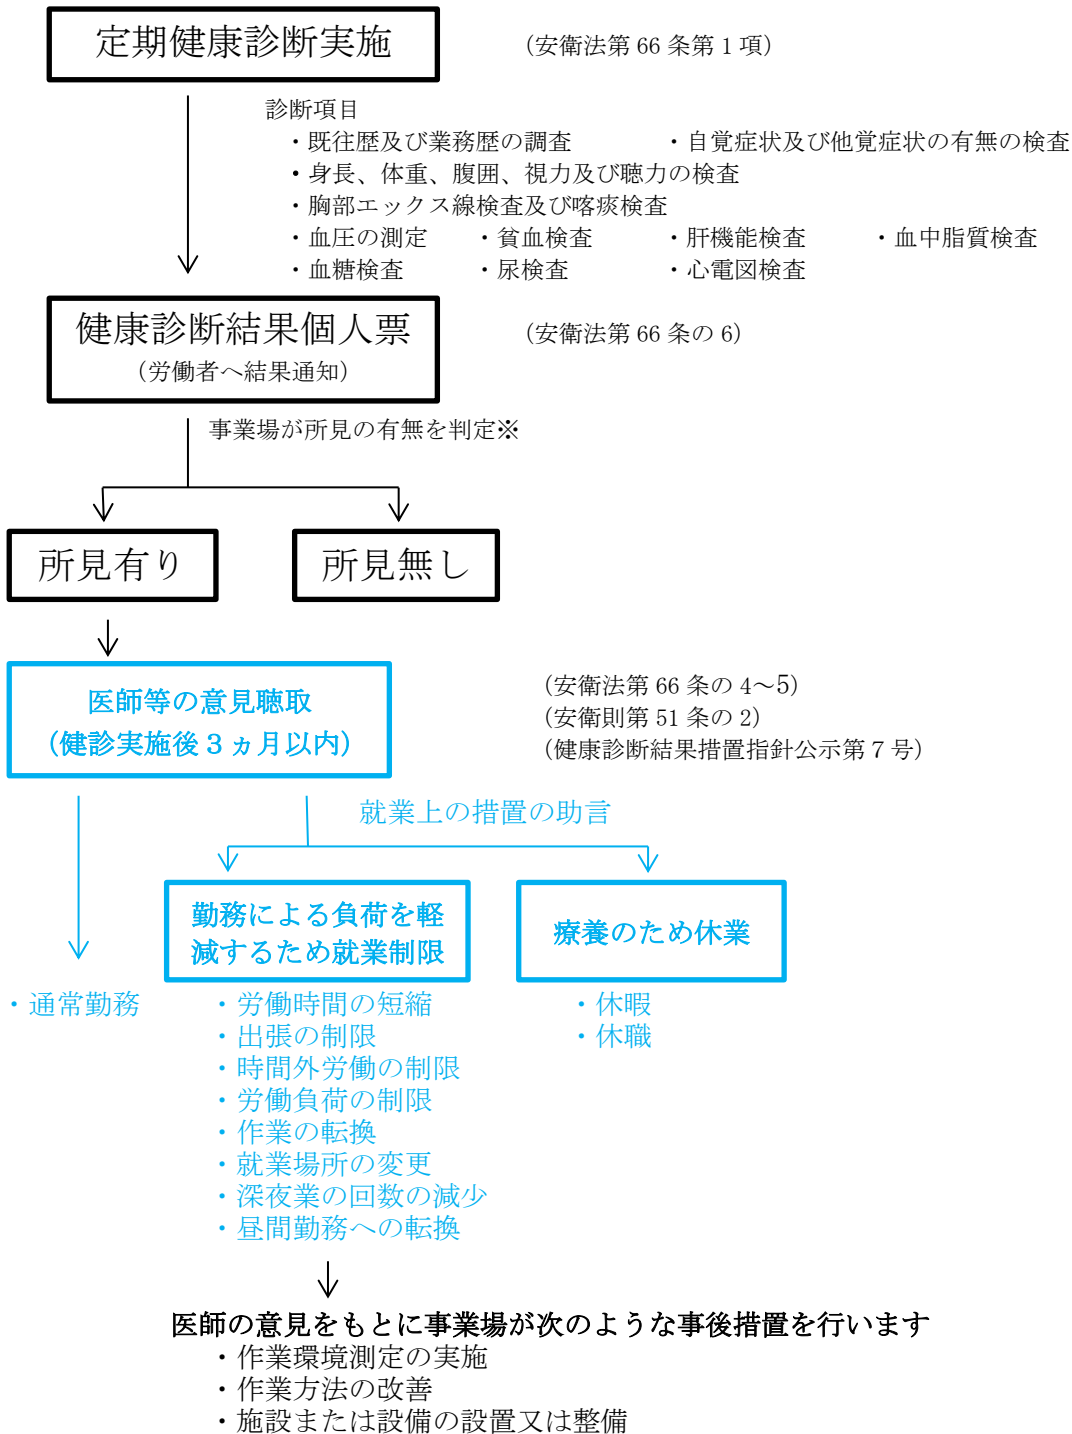 定期健康診断実施 (安衛法第 66 条第 1 項)
診断項目
・既往歴及び業務歴の調査 ・自覚症状及び他覚症状の有無の検査
・身長、体重、腹囲、視力及び聴力の検査
・胸部エックス線検査及び喀痰検査
・血圧の測定 ・貧血検査 ・肝機能検査 ・血中脂質検査
・血糖検査 ・尿検査 ・心電図検査
健康診断結果個人票 (安衛法第 66 条の 6)
(労働者へ結果通知)
事業場が所見の有無を判定※
所見有り 所見無し
医師等の意見聴取
(健診実施後３ヵ月以内)
(安衛法第 66 条の 4～5)
(安衛則第 51 条の 2)
(健康診断結果措置指針公示第７号)
就業上の措置の助言
勤務による負荷を軽
減するため就業制限
療養のため休業
・通常勤務
・労働時間の短縮
・出張の制限
・時間外労働の制限
・労働負荷の制限
・作業の転換
・就業場所の変更
・深夜業の回数の減少
・昼間勤務への転換
・休暇
・休職
医師の意見をもとに事業場が次のような事後措置を行います
・作業環境測定の実施
・作業方法の改善
・施設または設備の設置又は整備